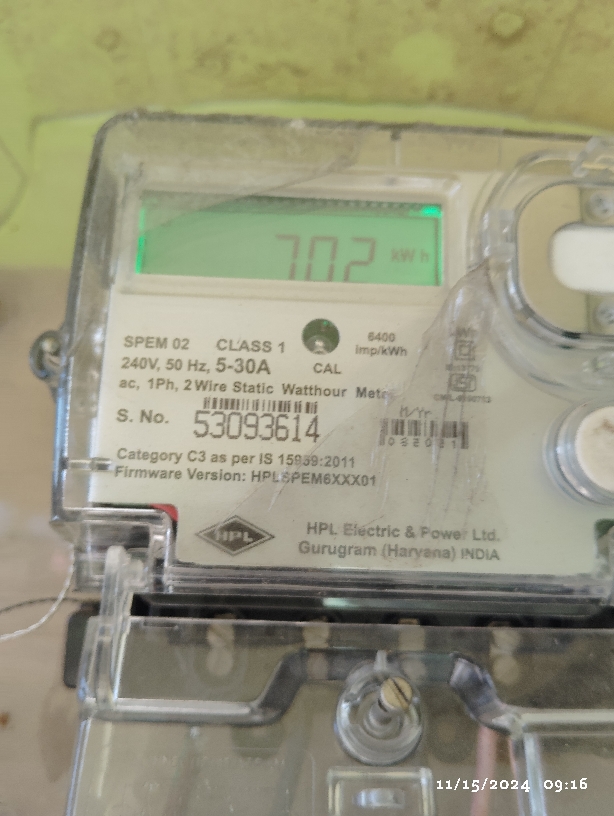 702 kWh
SPEM 02 CLASS 1
6400
imp/kWh
240V, 50 Hz, 5-30A CAL
ac, 1Ph, 2 Wire Static Watthour Meter
M/Yr
S. No. 53093614
Category C3 as per IS 15959:2011
Firmware Version: HPLSPEM6XXX01
HPL
HPL Electric & Power Ltd.
Gurugram (Haryana) INDIA
11/15/2024 09:16